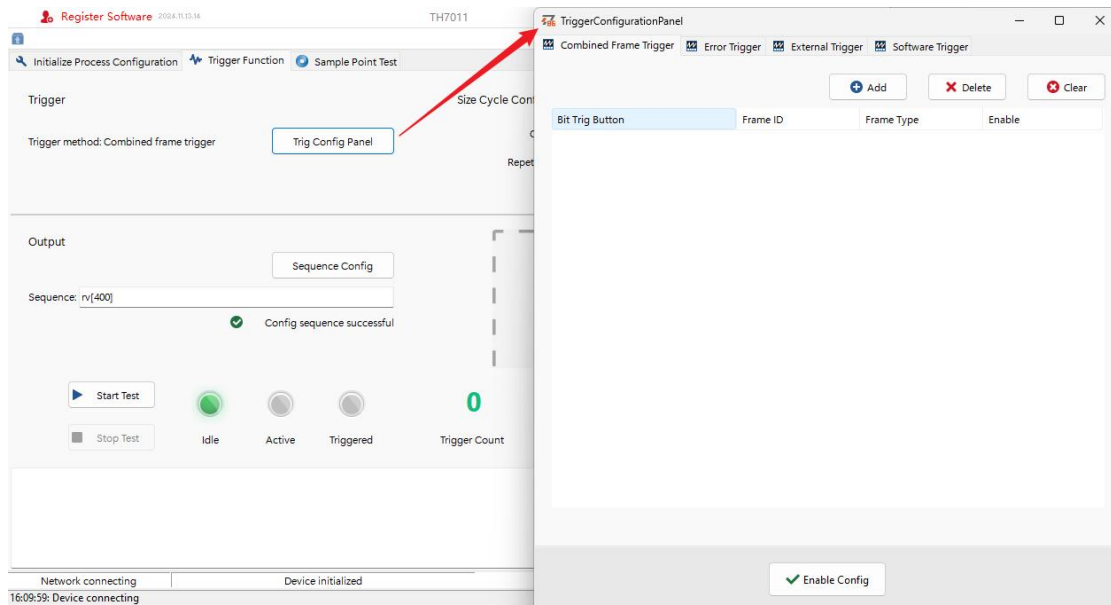 Register Software 2024.11.13.14
TH7011
Initialize Process Configuration
Trigger Function
Sample Point Test
Trigger
Size Cycle Con
Trigger method: Combined frame trigger
Trig Config Panel
Repet
Output
Sequence Config
Sequence: rv[400]
Config sequence successful
Start Test
Stop Test
Idle
Active
Triggered
0
Trigger Count
Network connecting
Device initialized
16:09:59: Device connecting
TriggerConfigurationPanel
Combined Frame Trigger
Error Trigger
External Trigger
Software Trigger
Add
Delete
Clear
Bit Trig Button
Frame ID
Frame Type
Enable
Enable Config